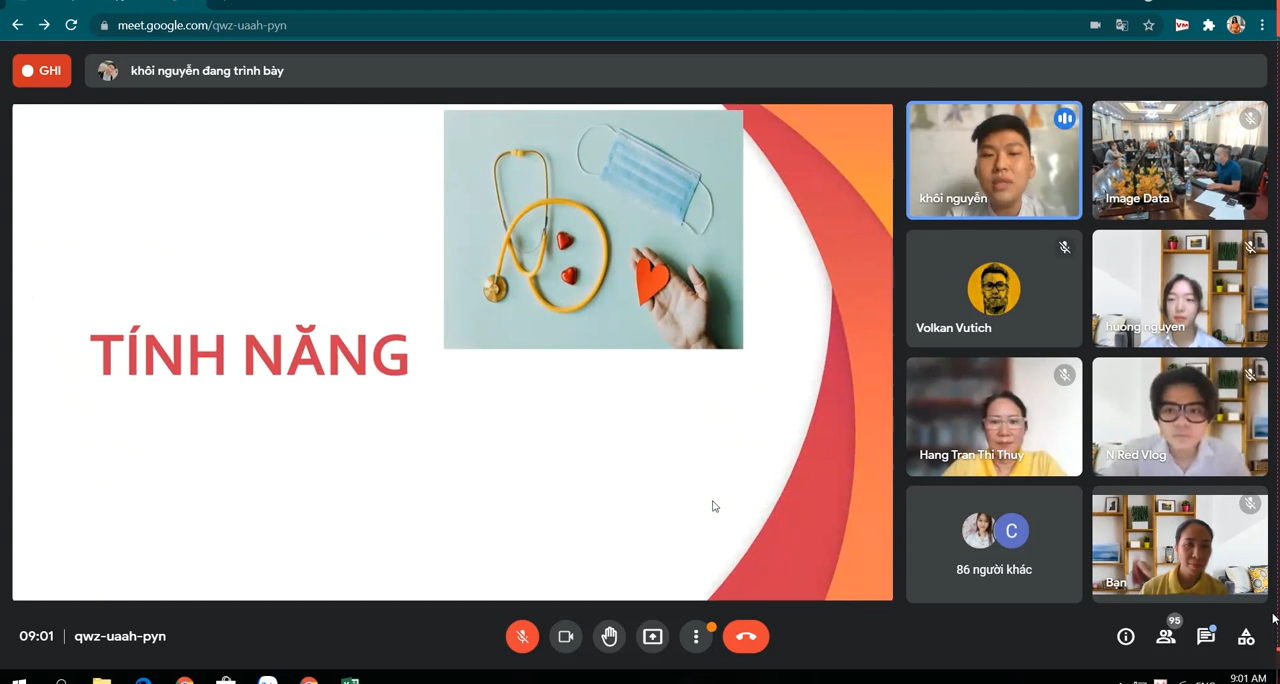 meet.google.com/qwz-uaah-pyn
GHI
khôi nguyễn đang trình bày
TÍNH NĂNG
khôi nguyễn
Image Data
Volkan Vutich
huong nguyen
Hang Tran Thi Thuy
N Red Vlog
C
86 người khác
Bạn
09:01
qwz-uaah-pyn
95
9:01 AM